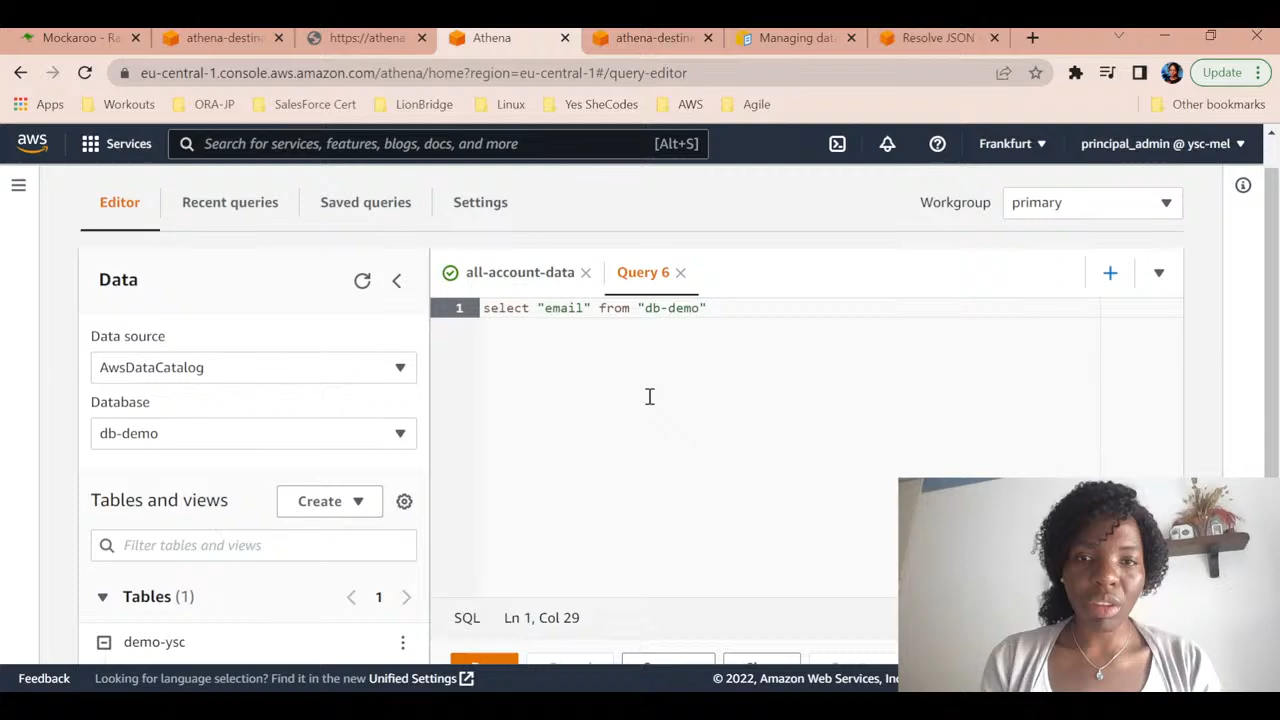 Mockaroo - Ra
athena-destina
https://athena
Athena
athena-destina
Managing data
Resolve JSON
eu-central-1.console.aws.amazon.com/athena/home?region=eu-central-1#/query-editor
Update
Apps
Workouts
ORA-JP
SalesForce Cert
LionBridge
Linux
Yes SheCodes
AWS
Agile
Other bookmarks
aws
Services
Search for services, features, blogs, docs, and more
[Alt+S]
Frankfurt
principal_admin @ ysc-mel
Editor
Recent queries
Saved queries
Settings
Workgroup
primary
Data
all-account-data
Query 6
1
select "email" from "db-demo"
Data source
AwsDataCatalog
Database
db-demo
Tables and views
Create
Filter tables and views
Tables (1)
1
SQL
Ln 1, Col 29
demo-ysc
Feedback
Looking for language selection? Find it in the new Unified Settings
© 2022, Amazon Web Services,